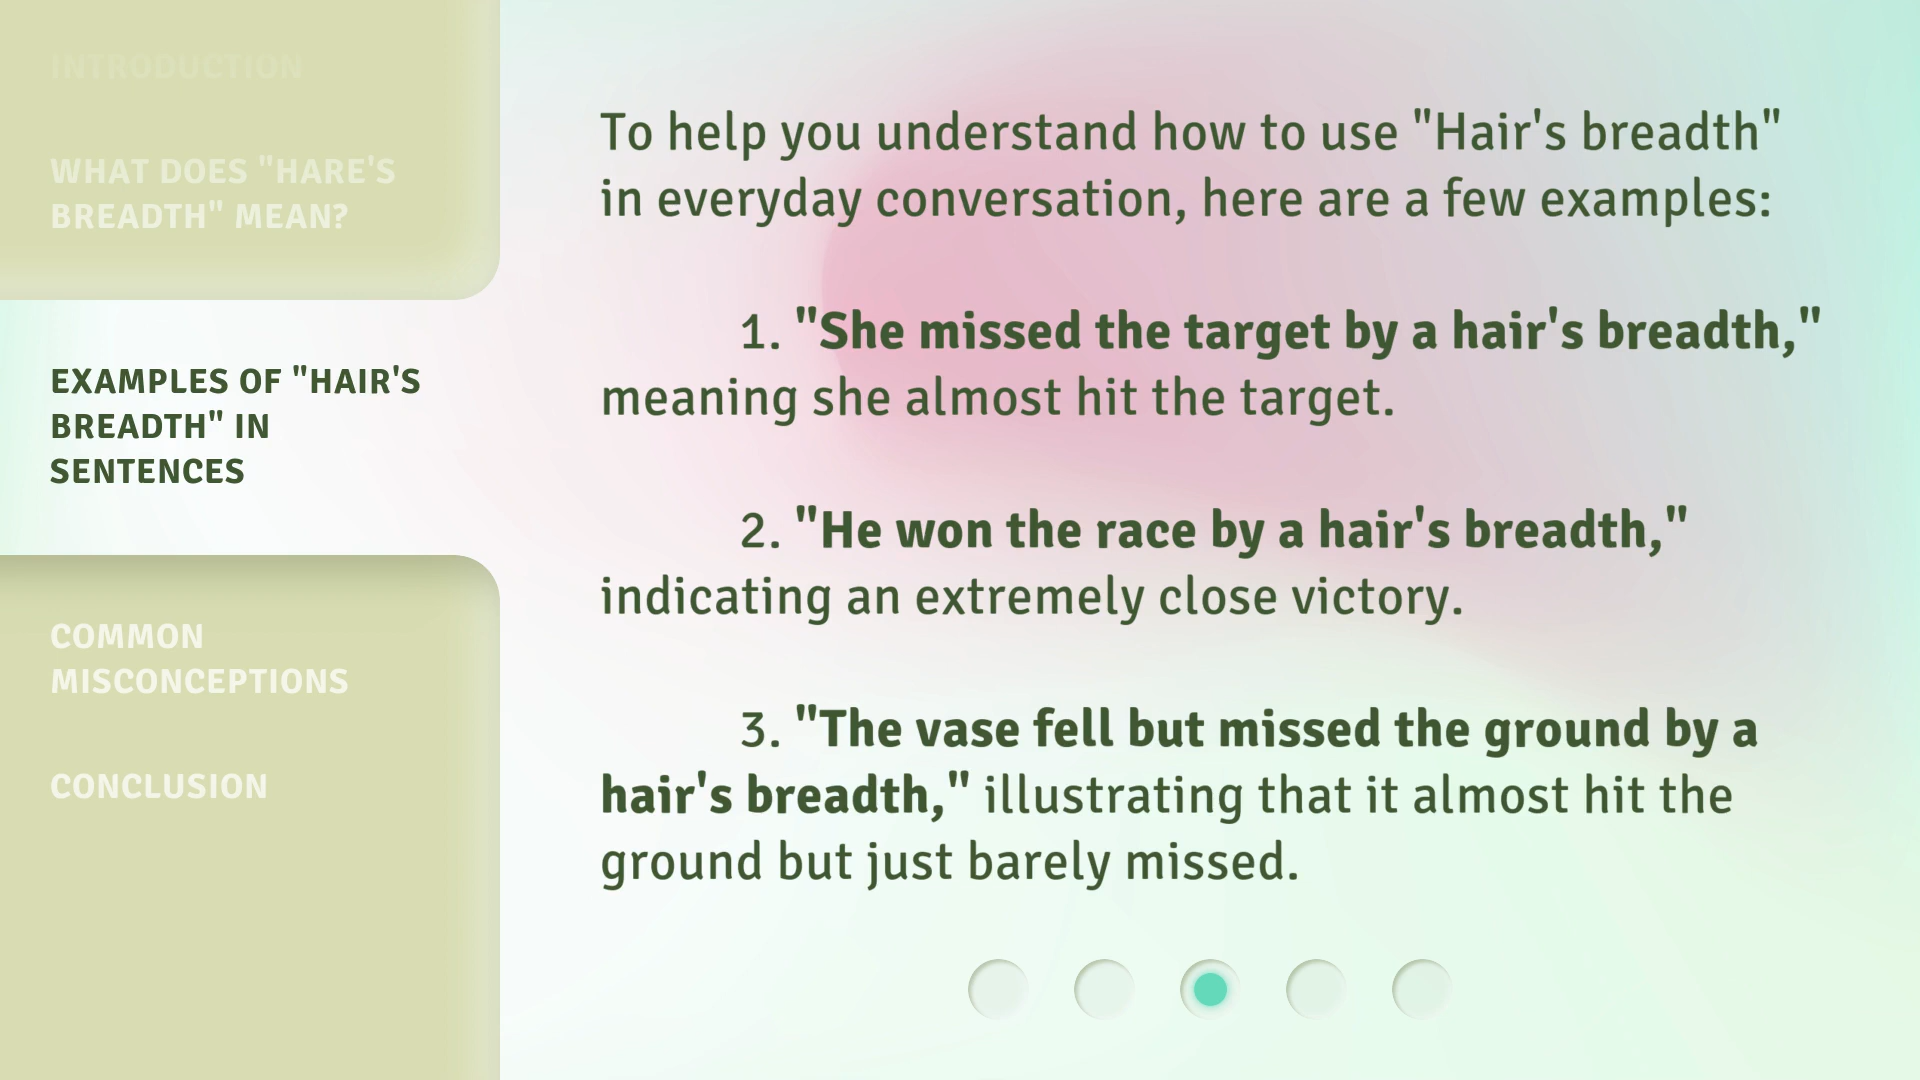 INTRODUCTION
WHAT DOES "HARE'S
BREADTH" MEAN?
EXAMPLES OF "HAIR'S
BREADTH" IN
SENTENCES
COMMON
MISCONCEPTIONS
CONCLUSION
To help you understand how to use "Hair's breadth"
in everyday conversation, here are a few examples:
1. "She missed the target by a hair's breadth,"
meaning she almost hit the target.
2. "He won the race by a hair's breadth,"
indicating an extremely close victory.
3. "The vase fell but missed the ground by a
hair's breadth," illustrating that it almost hit the
ground but just barely missed.